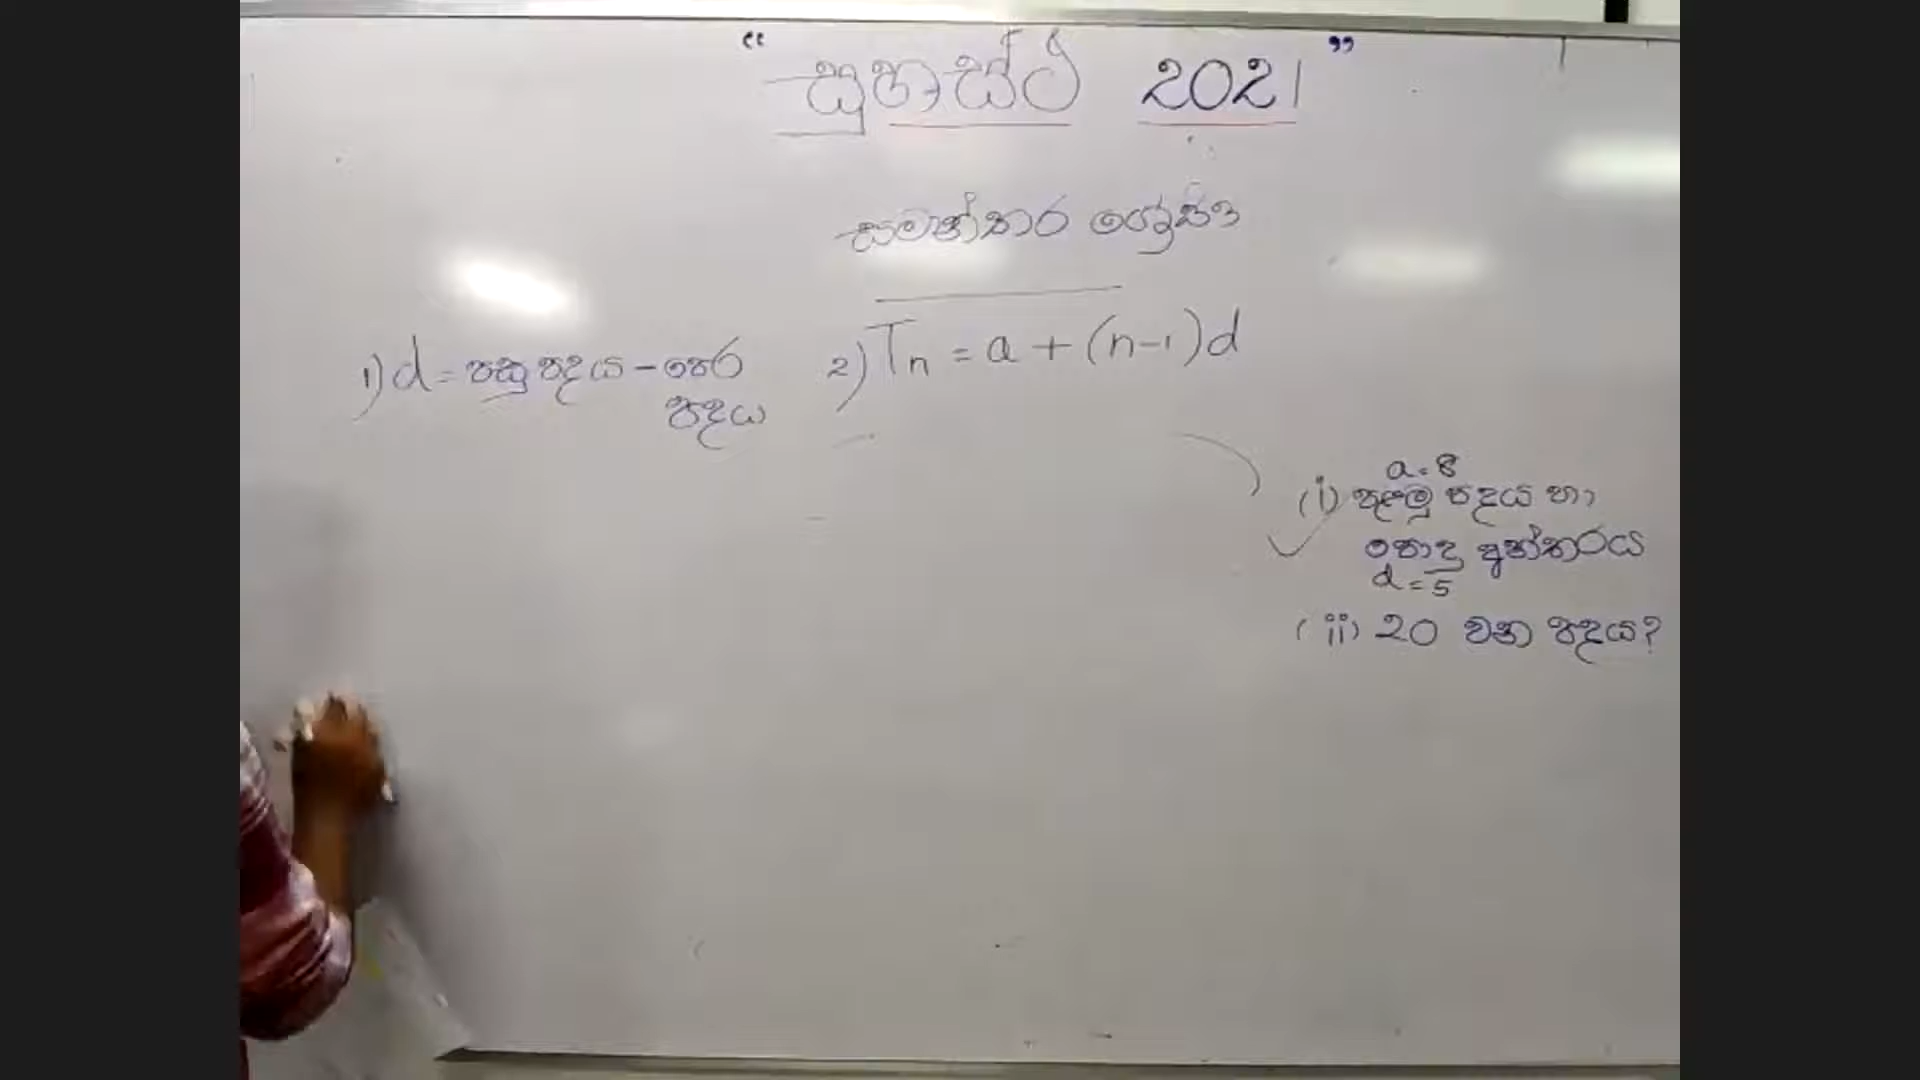 “සුහස්ථ 2021”
සමාන්තර ශ්‍රේඪි
1) d = පසු පදය - පෙර පදය
2) Tn = a + (n-1)d
a = 8
(i) පළමු පදය හා
පොදු අන්තරය
d = 5
(ii) 20 වන පදය?